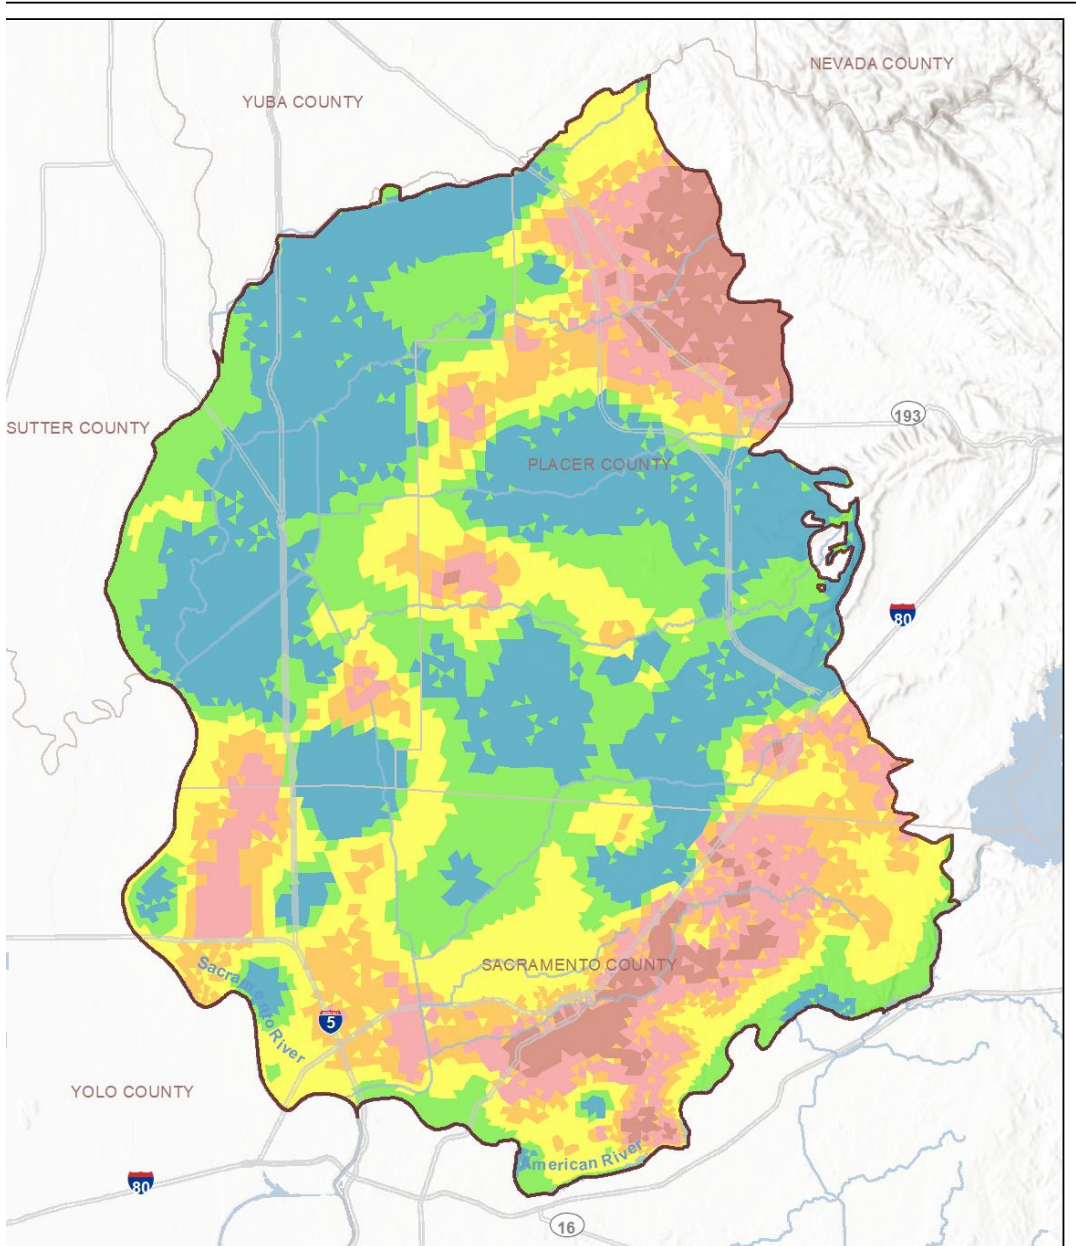 NEVADA COUNTY
YUBA COUNTY
193
SUTTER COUNTY
PLACER COUNTY
80
SACRAMENTO COUNTY
Sacramento River
5
YOLO COUNTY
American River
80
16